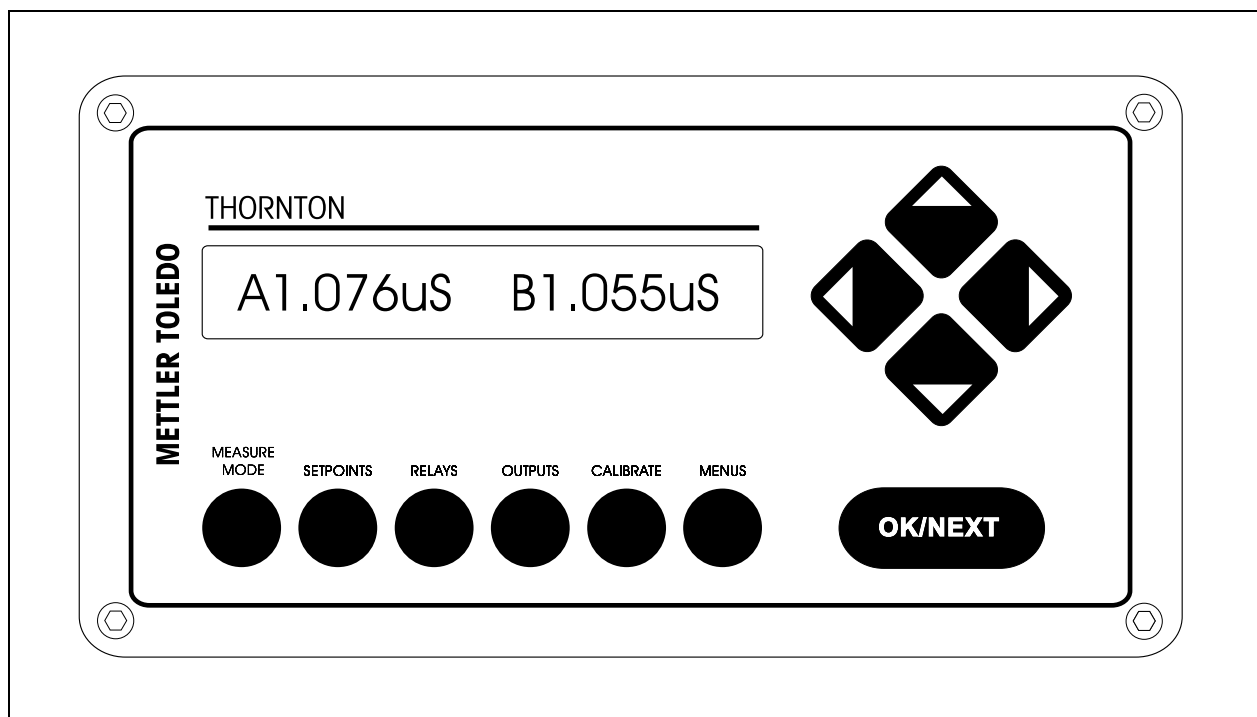 THORNTON
METTLER TOLEDO
A1.076uS B1.055uS
MEASURE
MODE
SETPOINTS
RELAYS
OUTPUTS
CALIBRATE
MENUS
OK/NEXT